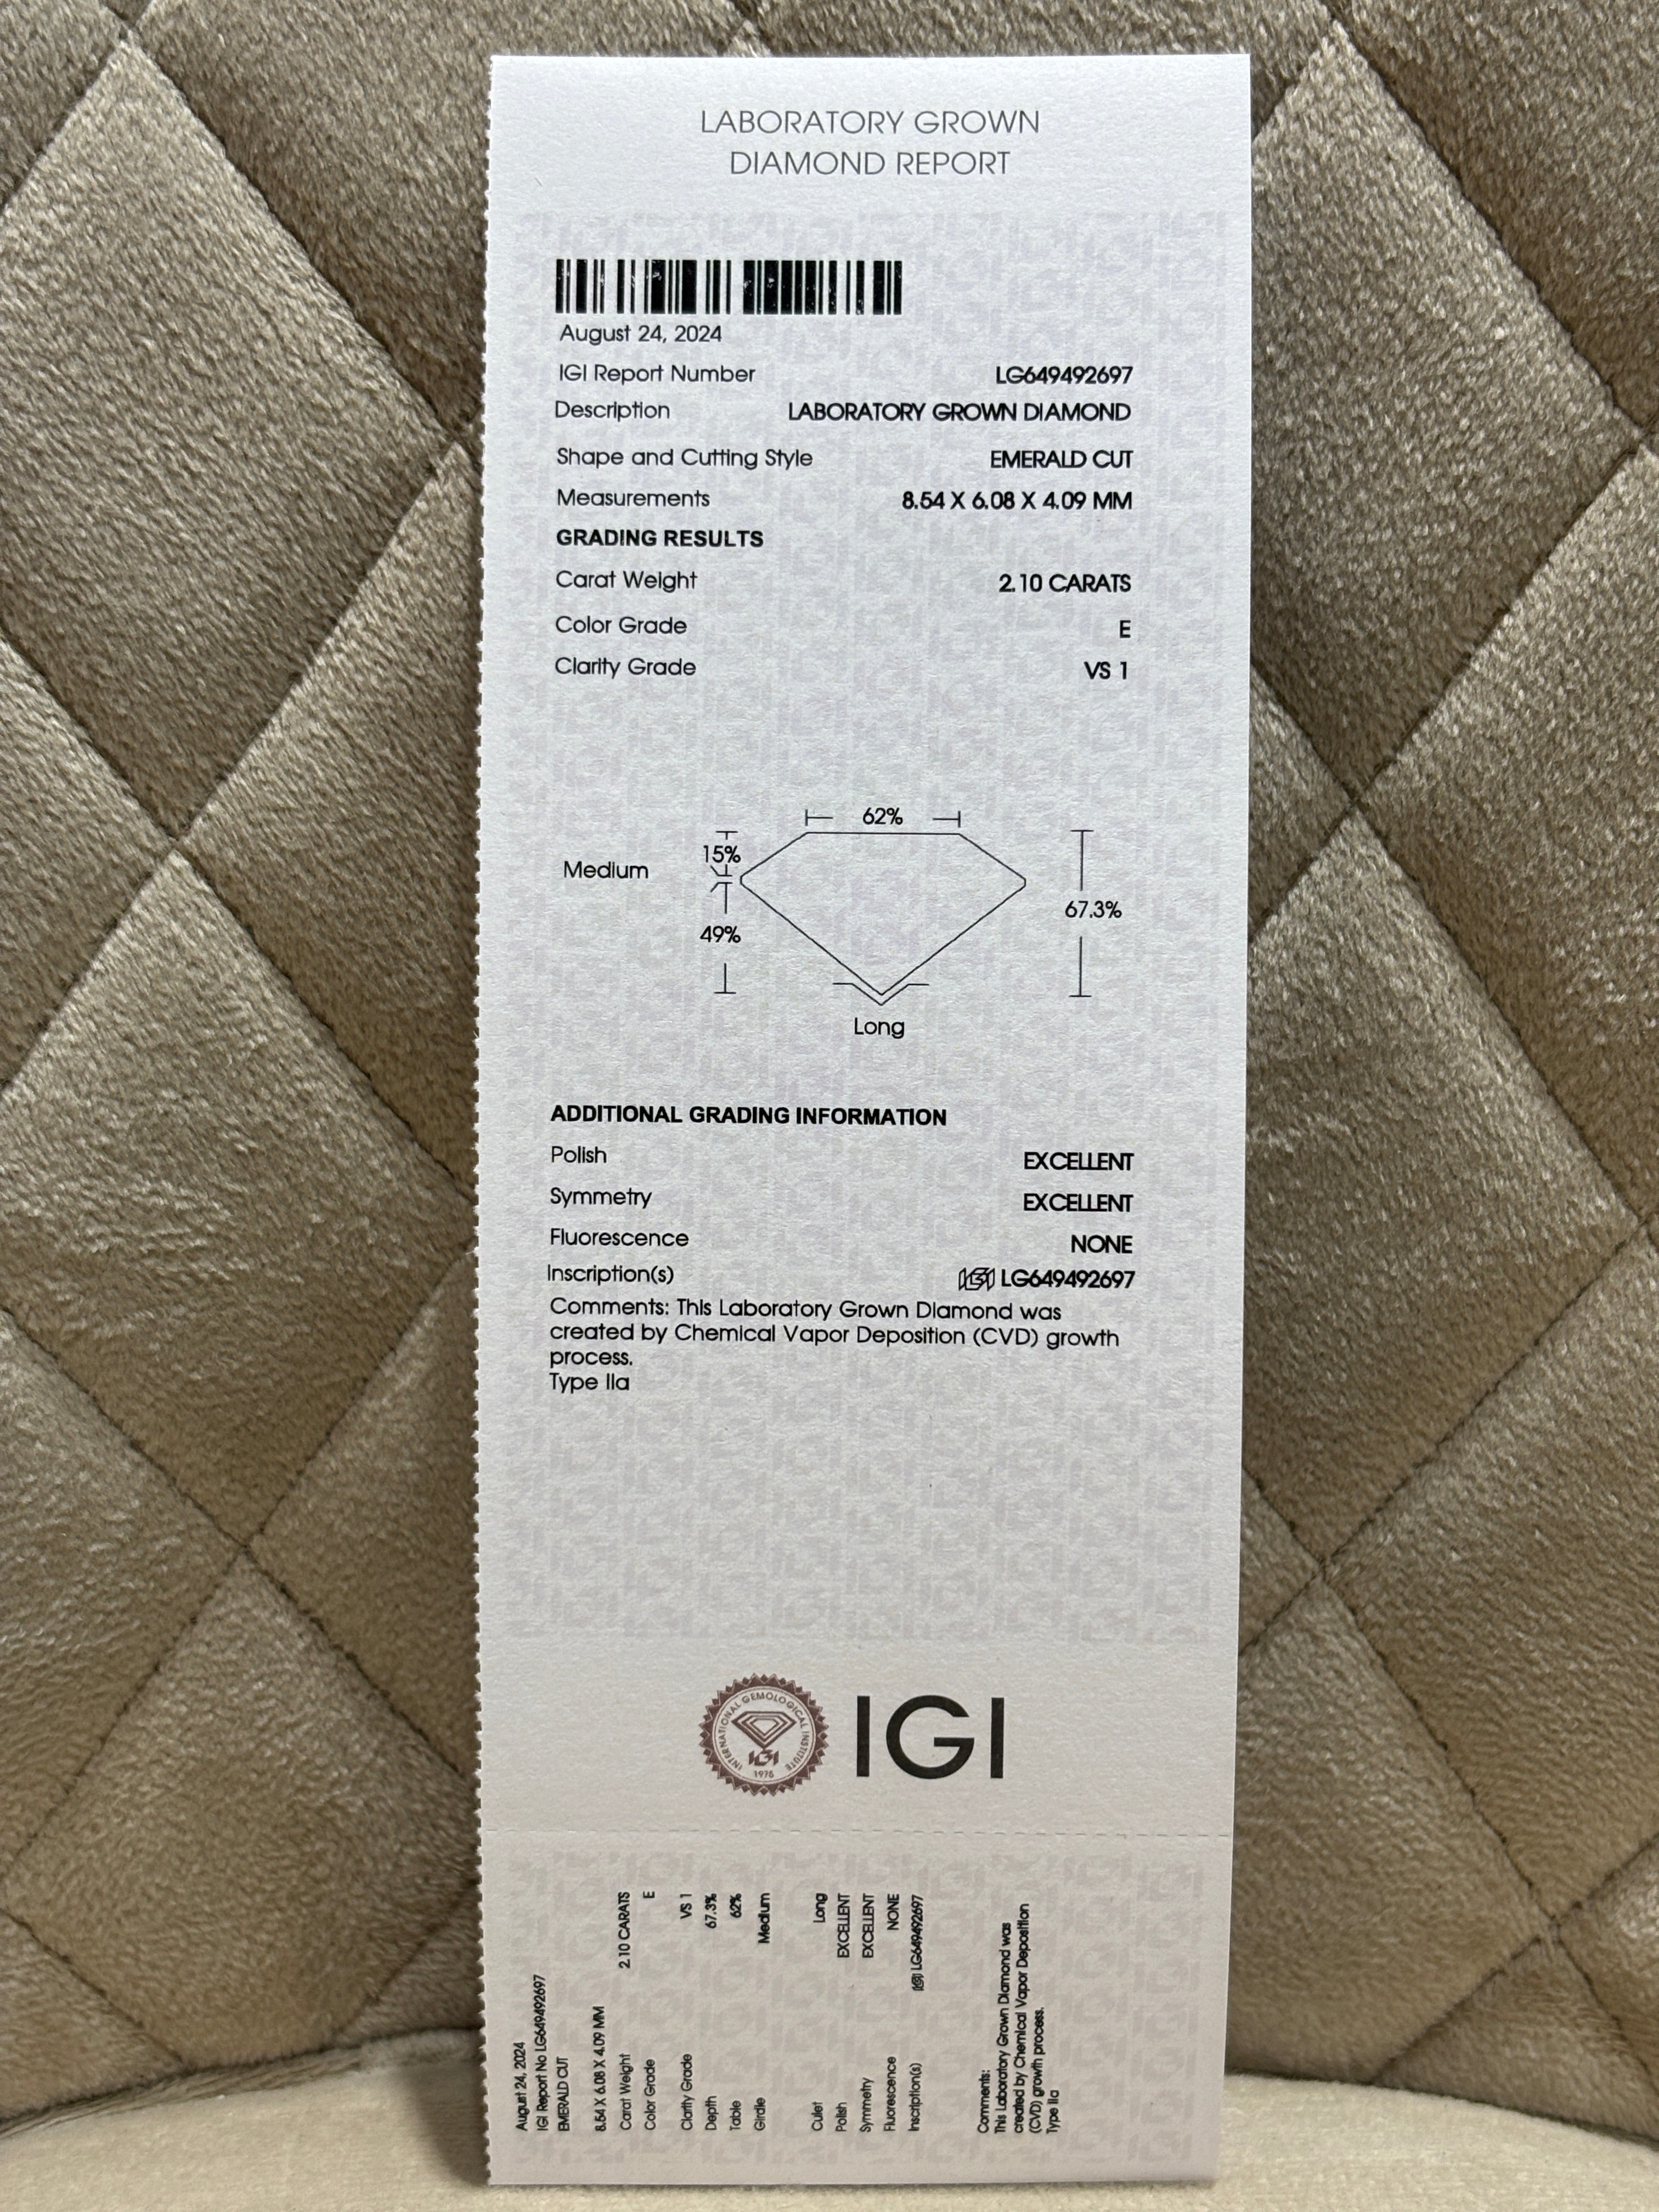 LABORATORY GROWN
DIAMOND REPORT
August 24, 2024
IGI Report Number LG649492697
Description LABORATORY GROWN DIAMOND
Shape and Cutting Style EMERALD CUT
Measurements 8.54 X 6.08 X 4.09 MM
GRADING RESULTS
Carat Weight 2.10 CARATS
Color Grade E
Clarity Grade VS 1
62%
15%
Medium
67.3%
49%
Long
ADDITIONAL GRADING INFORMATION
Polish EXCELLENT
Symmetry EXCELLENT
Fluorescence NONE
Inscription(s) IGI LG649492697
Comments: This Laboratory Grown Diamond was
created by Chemical Vapor Deposition (CVD) growth
process.
Type IIa
INTERNATIONAL GEMOLOGICAL INSTITUTE
IGI
1975
IGI
August 24, 2024
IGI Report No LG649492697
EMERALD CUT
8.54 X 6.08 X 4.09 MM
Carat Weight 2.10 CARATS
Color Grade E
Clarity Grade VS 1
Depth 67.3%
Table 62%
Girdle Medium
Culet Long
Polish EXCELLENT
Symmetry EXCELLENT
Fluorescence NONE
Inscription(s) IGI LG649492697
Comments:
This Laboratory Grown Diamond was
created by Chemical Vapor Deposition
(CVD) growth process.
Type IIa